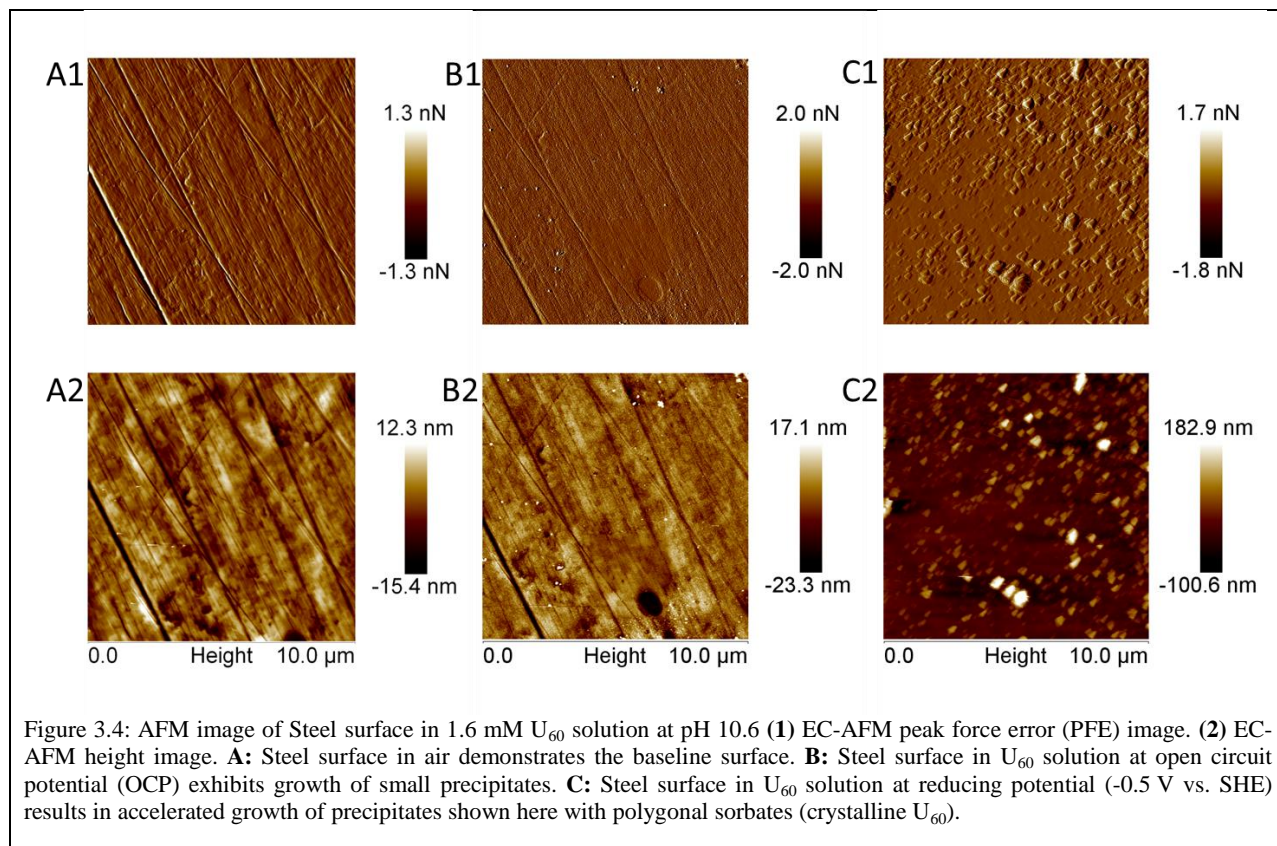 A1
1.3 nN
-1.3 nN
B1
2.0 nN
-2.0 nN
C1
1.7 nN
-1.8 nN
A2
12.3 nm
-15.4 nm
0.0 Height 10.0 µm
B2
17.1 nm
-23.3 nm
0.0 Height 10.0 µm
C2
182.9 nm
-100.6 nm
0.0 Height 10.0 µm
Figure 3.4: AFM image of Steel surface in 1.6 mM U₆₀ solution at pH 10.6 (1) EC-AFM peak force error (PFE) image. (2) EC-
AFM height image. A: Steel surface in air demonstrates the baseline surface. B: Steel surface in U₆₀ solution at open circuit
potential (OCP) exhibits growth of small precipitates. C: Steel surface in U₆₀ solution at reducing potential (-0.5 V vs. SHE)
results in accelerated growth of precipitates shown here with polygonal sorbates (crystalline U₆₀).